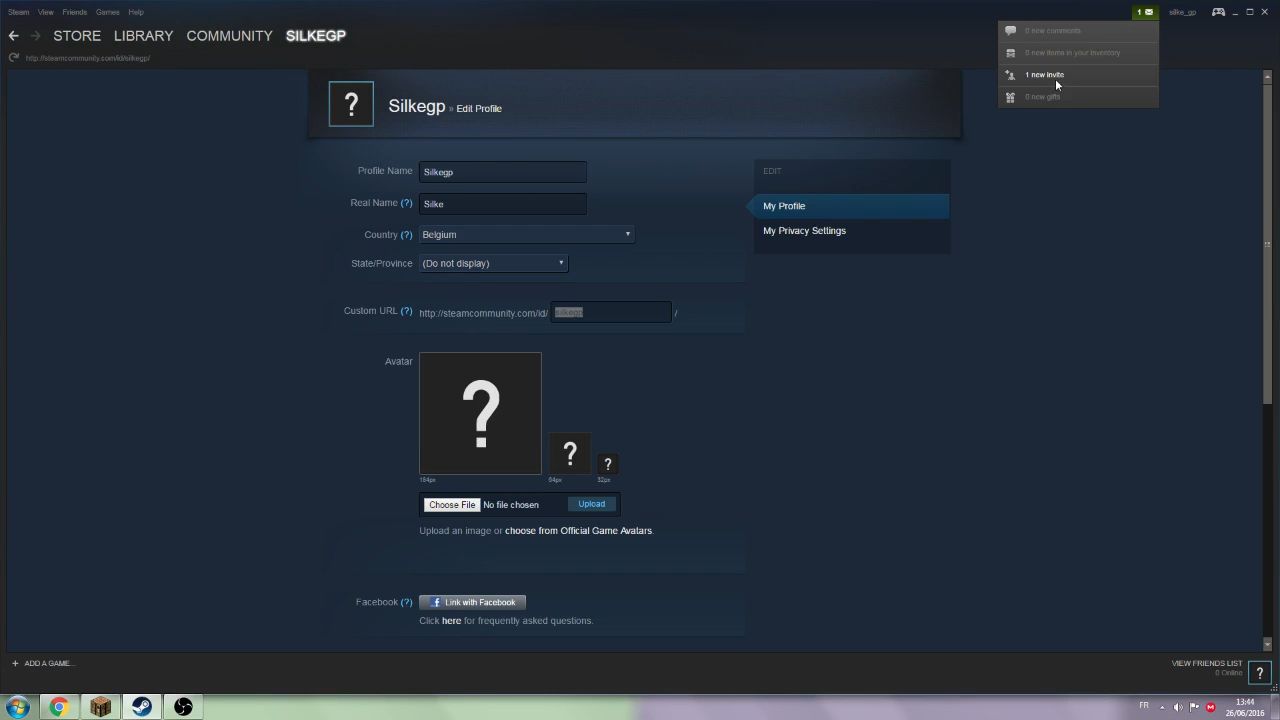 Steam View Friends Games Help
1
silke_gp
STORE LIBRARY COMMUNITY SILKEGP
http://steamcommunity.com/id/silkegp/
0 new comments
0 new items in your inventory
1 new invite
0 new gifts
?
Silkegp » Edit Profile
Profile Name Silkegp
Real Name (?) Silke
Country (?) Belgium
State/Province (Do not display)
Custom URL (?) http://steamcommunity.com/id/ silkegp /
EDIT
My Profile
My Privacy Settings
Avatar
? ? ?
184px 64px 32px
Choose File No file chosen Upload
Upload an image or choose from Official Game Avatars.
Facebook (?) f Link with Facebook
Click here for frequently asked questions.
+ ADD A GAME...
VIEW FRIENDS LIST
0 Online
?
FR
13:44
26/06/2016